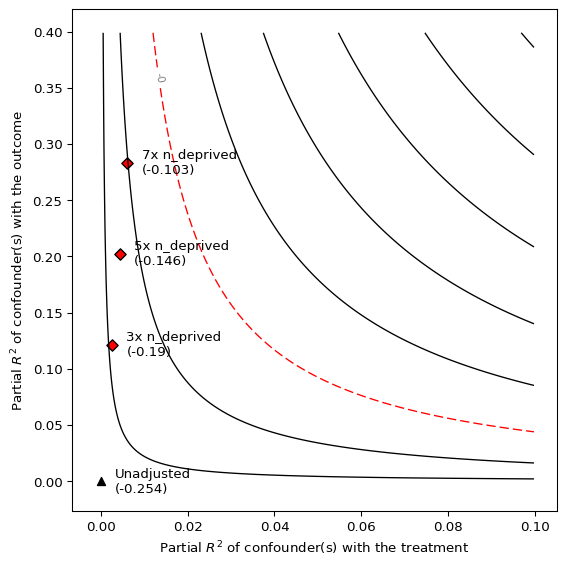 0.40
0.35
0.30
0.25
0.20
0.15
0.10
0.05
0.00
Partial R² of confounder(s) with the outcome
0
7x n_deprived
(-0.103)
5x n_deprived
(-0.146)
3x n_deprived
(-0.19)
Unadjusted
(-0.254)
0.00 0.02 0.04 0.06 0.08 0.10
Partial R² of confounder(s) with the treatment